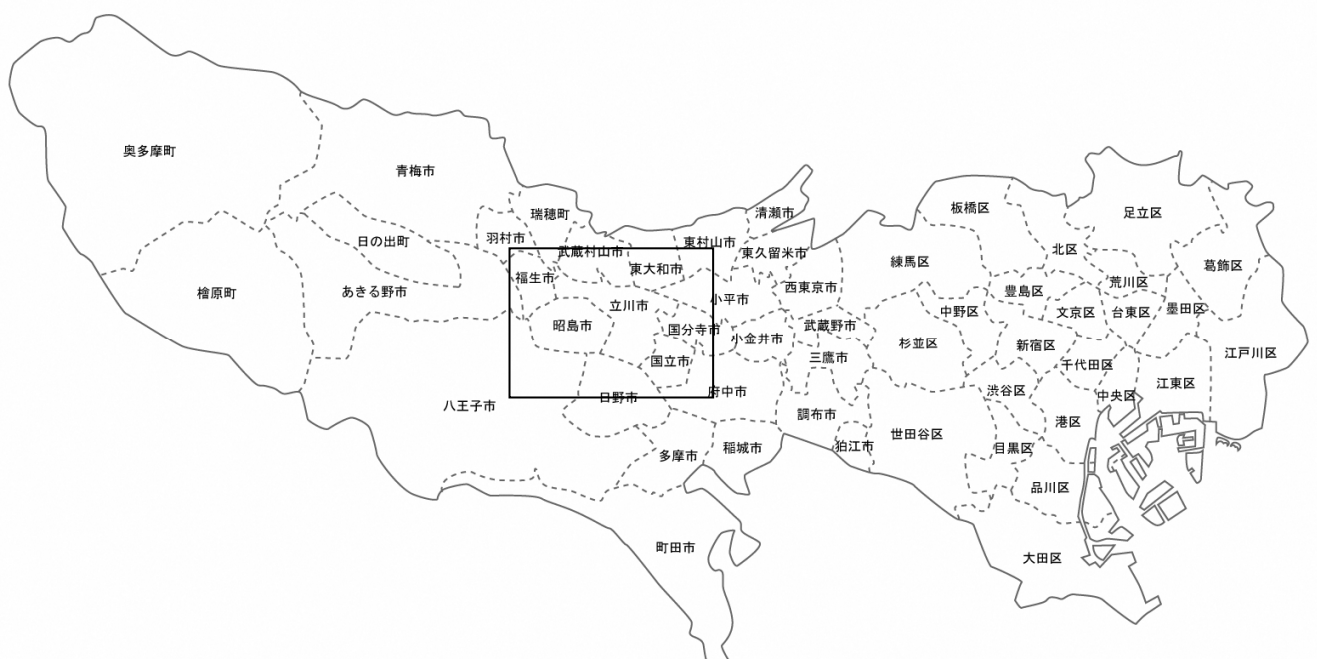 奥多摩町
青梅市
瑞穂町
清瀬市
板橋区
足立区
羽村市
日の出町
武蔵村山市
東村山市
東久留米市
北区
練馬区
葛飾区
福生市
東大和市
荒川区
檜原町
あきる野市
小平市
西東京市
豊島区
立川市
中野区
文京区
台東区
墨田区
昭島市
国分寺市
小金井市
武蔵野市
杉並区
新宿区
江戸川区
国立市
三鷹市
千代田区
江東区
日野市
府中市
渋谷区
中央区
八王子市
調布市
世田谷区
港区
多摩市
稲城市
狛江市
目黒区
品川区
町田市
大田区